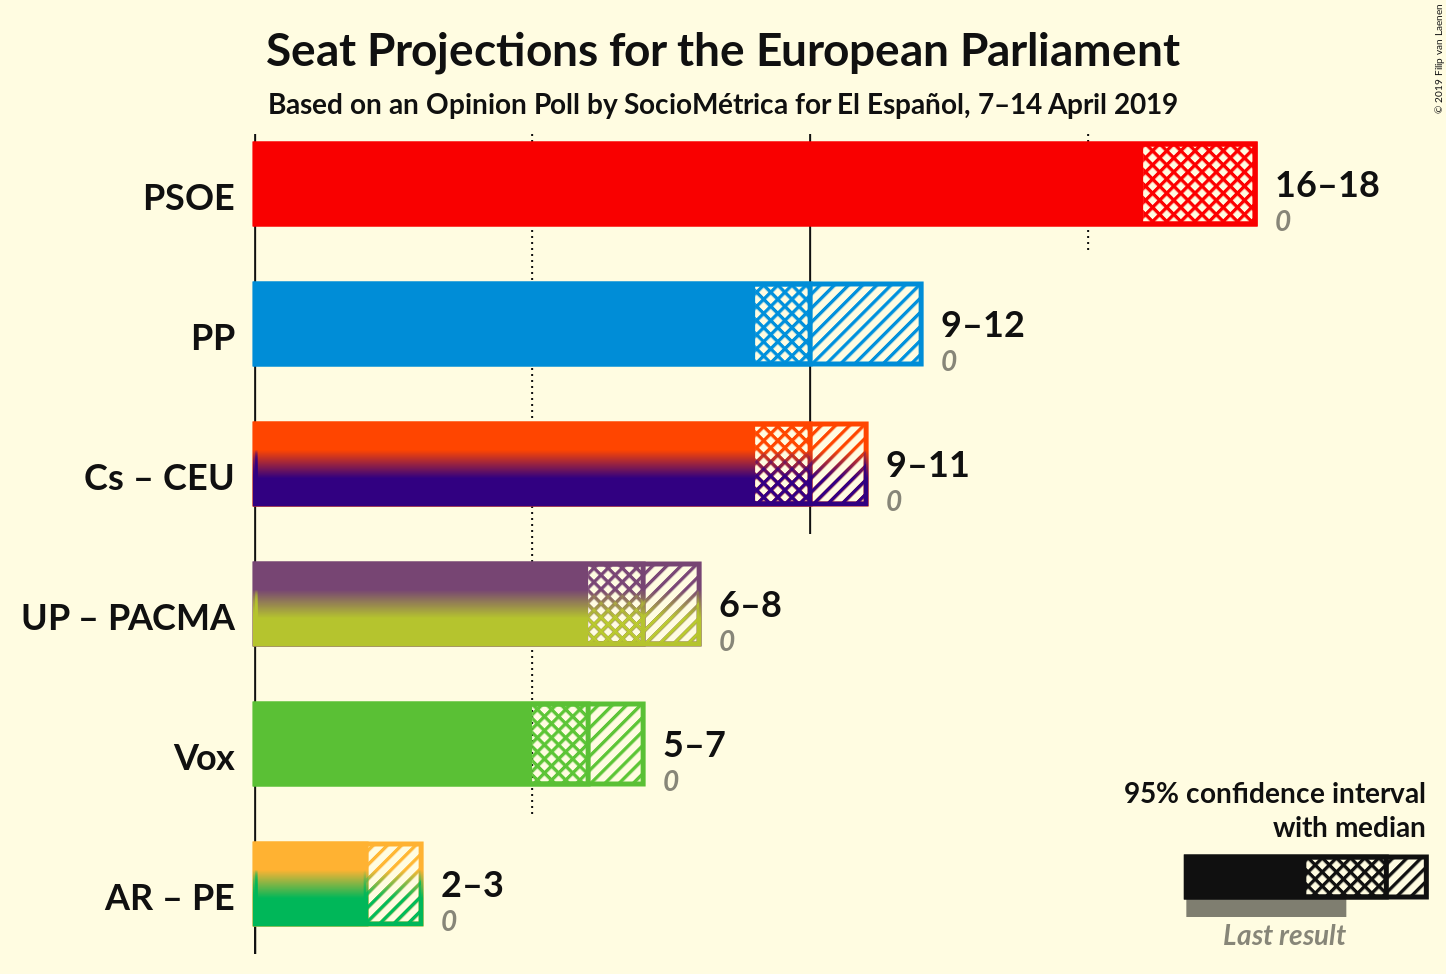 Seat Projections for the European Parliament
Based on an Opinion Poll by SocioMétrica for El Español, 7–14 April 2019
© 2019 Filip van Laenen
PSOE
16–18
0
PP
9–12
0
Cs – CEU
9–11
0
UP – PACMA
6–8
0
Vox
5–7
0
AR – PE
2–3
0
95% confidence interval
with median
Last result